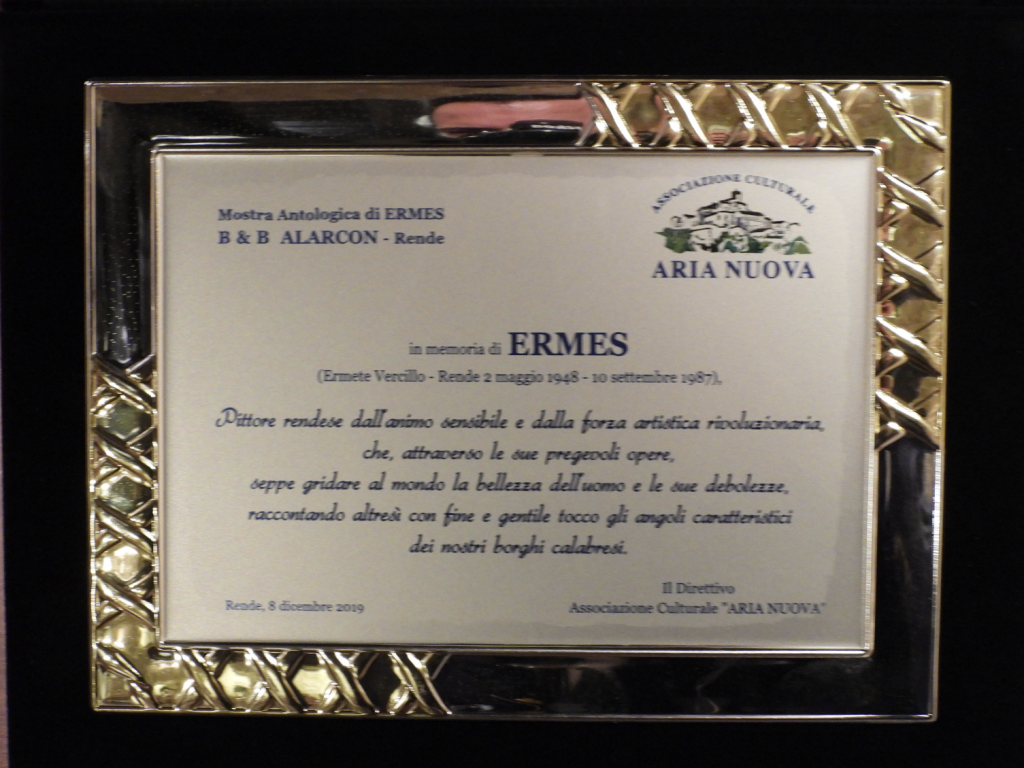 Mostra Antologica di ERMES
B & B ALARCON - Rende
ASSOCIAZIONE CULTURALE
ARIA NUOVA
in memoria di ERMES
(Ermete Vercillo - Rende 2 maggio 1948 - 10 settembre 1987),
Pittore rendese dall'animo sensibile e dalla forza artistica rivoluzionaria,
che, attraverso le sue pregevoli opere,
seppe gridare al mondo la bellezza dell'uomo e le sue debolezze,
raccontando altresì con fine e gentile tocco gli angoli caratteristici
dei nostri borghi calabresi.
Rende, 8 dicembre 2019
Il Direttivo
Associazione Culturale "ARIA NUOVA"